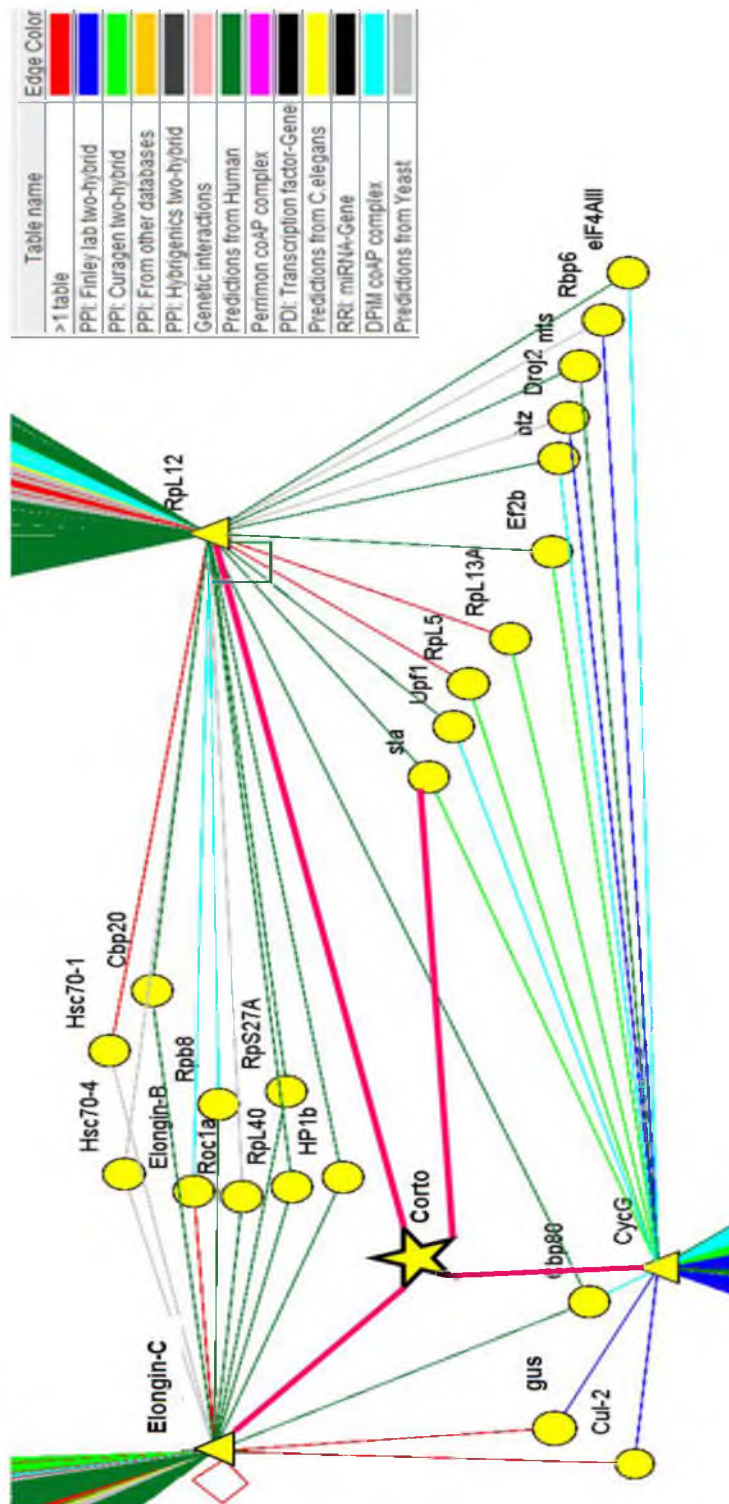 Table name Edge Color
>1 table
PPI: Finley lab two-hybrid
PPI: Curagen two-hybrid
PPI: From other databases
PPI: Hybrigenics two-hybrid
Genetic interactions
Predictions from Human
Perrimon coAP complex
PDI: Transcription factor-Gene
Predictions from C.elegans
RRI: miRNA-Gene
DPiM coAP complex
Predictions from Yeast
Elongin-C
RpL12
Hsc70-4
Hsc70-1
Cbp20
Elongin-B
Rpb8
Roc1a
RpL40
RpS27A
HP1b
Corto
sta
Upf1
RpL5
RpL13A
Ef2b
btz
Droj2
mts
Rbp6
eIF4AIII
Cbp80
CycG
gus
Cul-2